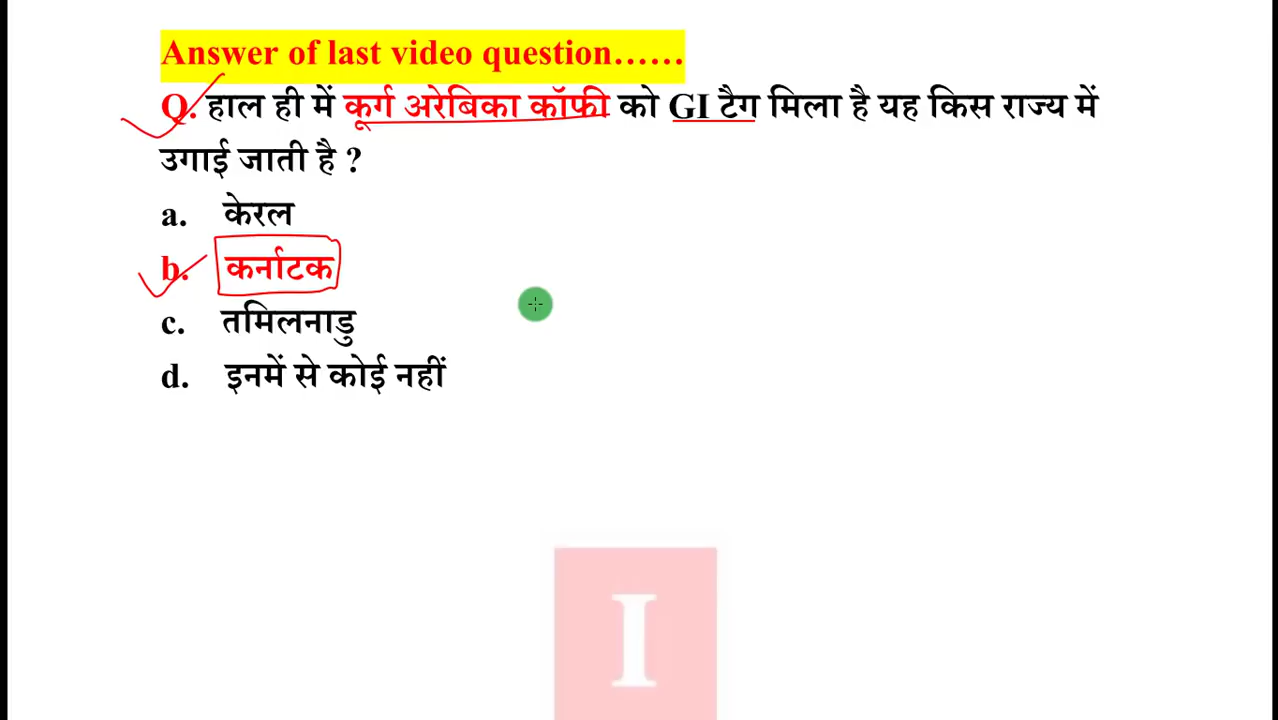 Answer of last video question……
Q. हाल ही में कूर्ग अरेबिका कॉफी को GI टैग मिला है यह किस राज्य में
उगाई जाती है ?
a. केरल
b. कर्नाटक
c. तमिलनाडु
d. इनमें से कोई नहीं
I